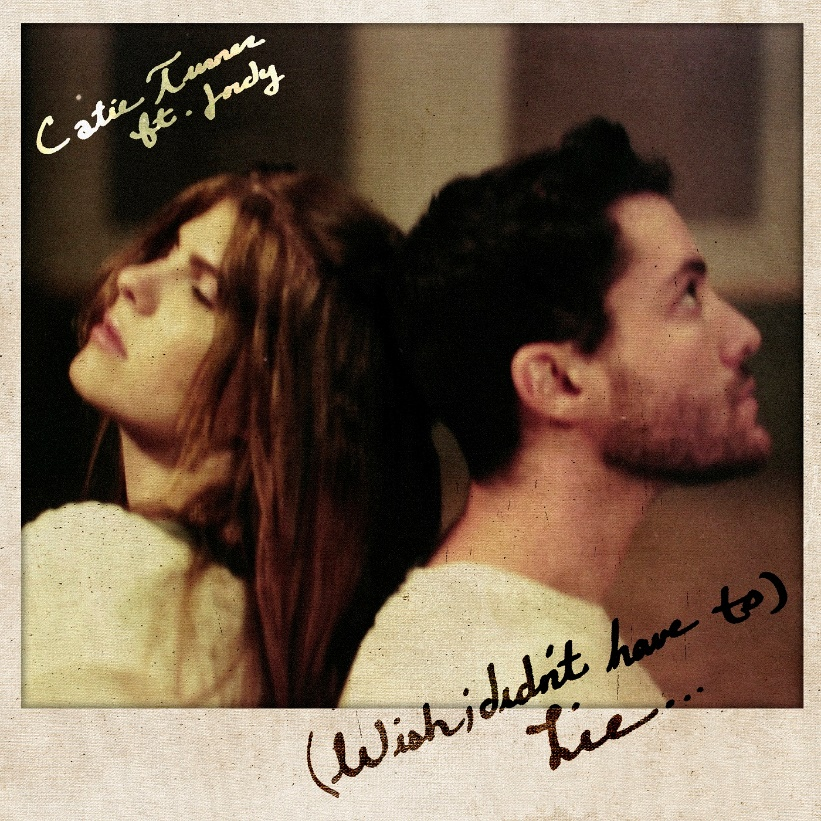 Catie Turner
ft. Jordy
(Wish i didn't have to)
Lie...